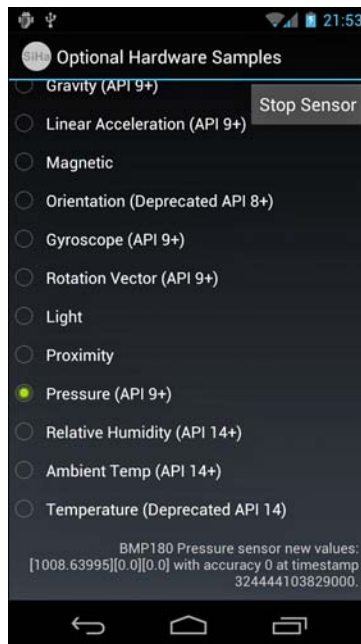 21:53
SiHa Optional Hardware Samples
Gravity (API 9+)
Stop Sensor
Linear Acceleration (API 9+)
Magnetic
Orientation (Deprecated API 8+)
Gyroscope (API 9+)
Rotation Vector (API 9+)
Light
Proximity
Pressure (API 9+)
Relative Humidity (API 14+)
Ambient Temp (API 14+)
Temperature (Deprecated API 14)
BMP180 Pressure sensor new values:
[1008.63995][0.0][0.0] with accuracy 0 at timestamp
324444103829000.